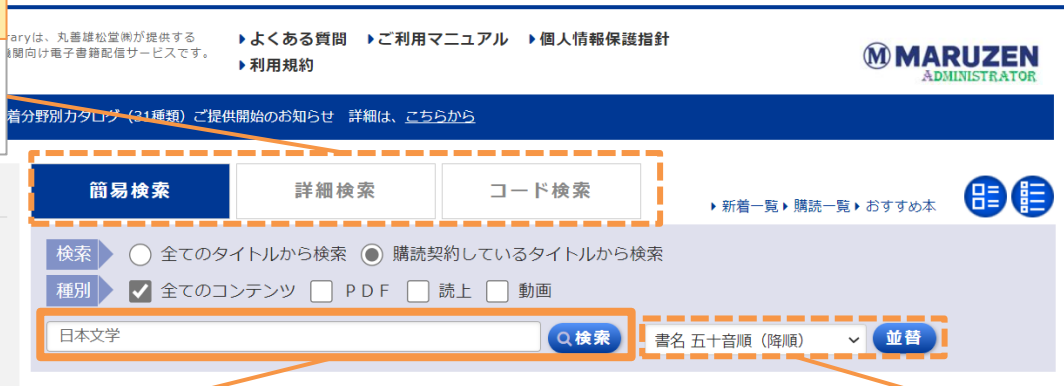 raryは、丸善雄松堂㈱が提供する
機関向け電子書籍配信サービスです。
よくある質問 ご利用マニュアル 個人情報保護指針
利用規約
M MARUZEN
ADMINISTRATOR
着分野別カタログ（31種類）ご提供開始のお知らせ 詳細は、こちらから
簡易検索 詳細検索 コード検索
新着一覧 購読一覧 おすすめ本
検索 全てのタイトルから検索 購読契約しているタイトルから検索
種別 全てのコンテンツ PDF 読上 動画
日本文学 検索 書名 五十音順（降順） 並替